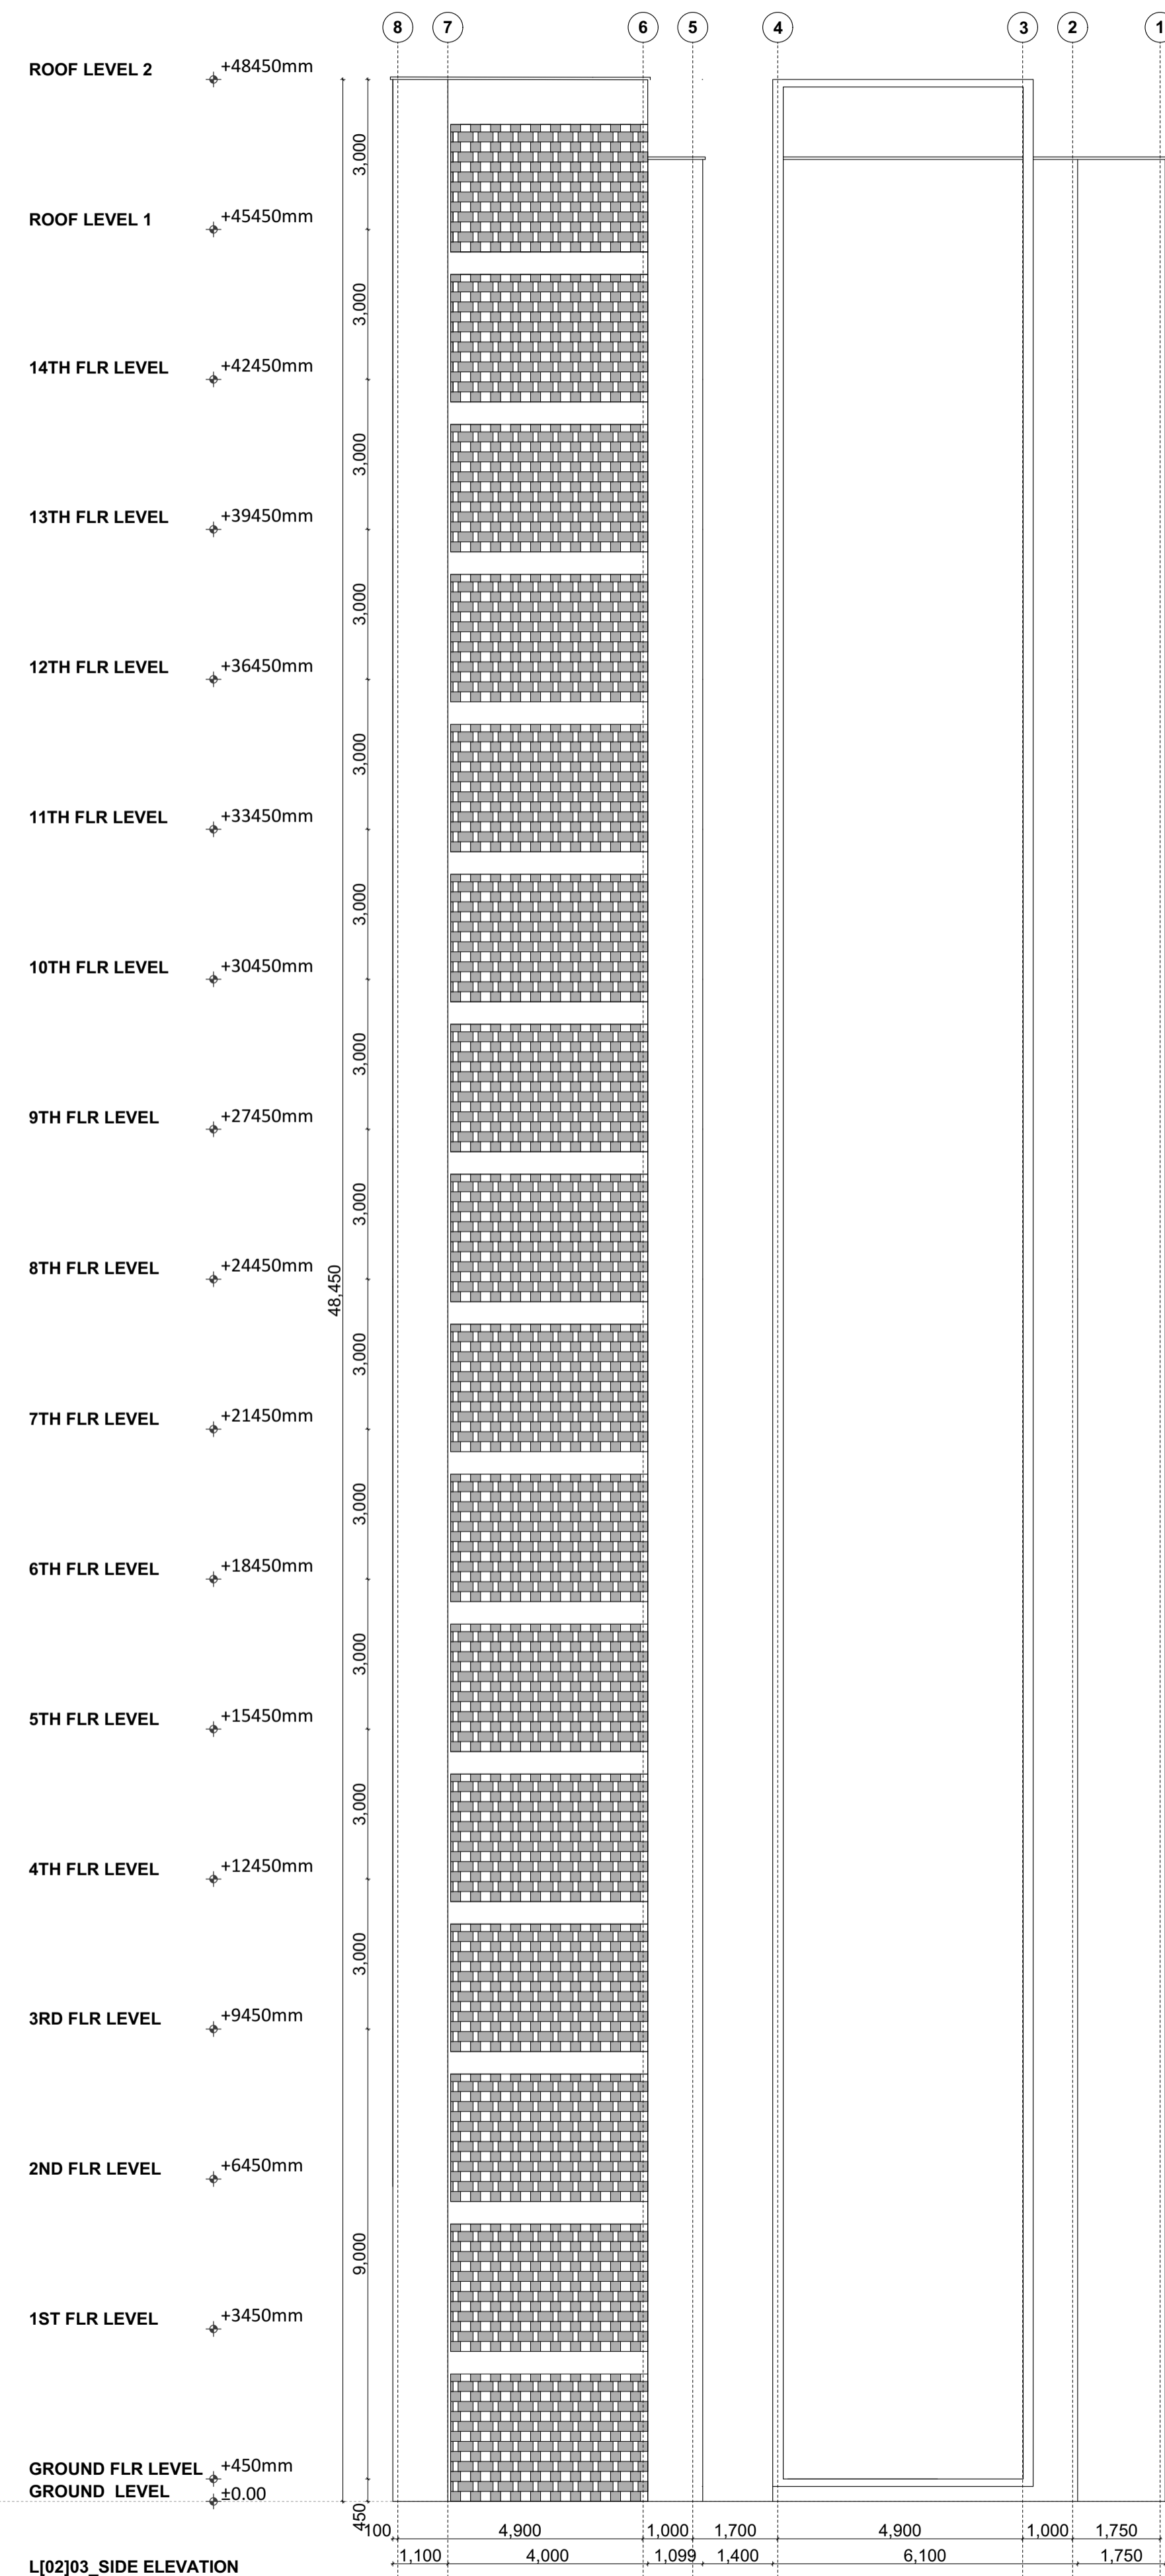 8 7 6 5 4 3 2 1
ROOF LEVEL 2 +48450mm
3,000
ROOF LEVEL 1 +45450mm
3,000
14TH FLR LEVEL +42450mm
3,000
13TH FLR LEVEL +39450mm
3,000
12TH FLR LEVEL +36450mm
3,000
11TH FLR LEVEL +33450mm
3,000
10TH FLR LEVEL +30450mm
3,000
9TH FLR LEVEL +27450mm
3,000
8TH FLR LEVEL +24450mm
48,450
3,000
7TH FLR LEVEL +21450mm
3,000
6TH FLR LEVEL +18450mm
3,000
5TH FLR LEVEL +15450mm
3,000
4TH FLR LEVEL +12450mm
3,000
3RD FLR LEVEL +9450mm
2ND FLR LEVEL +6450mm
9,000
1ST FLR LEVEL +3450mm
GROUND FLR LEVEL +450mm
GROUND LEVEL ±0.00
450
100 4,900 1,000 1,700 4,900 1,000 1,750
1,100 4,000 1,099 1,400 6,100 1,750
L[02]03_SIDE ELEVATION